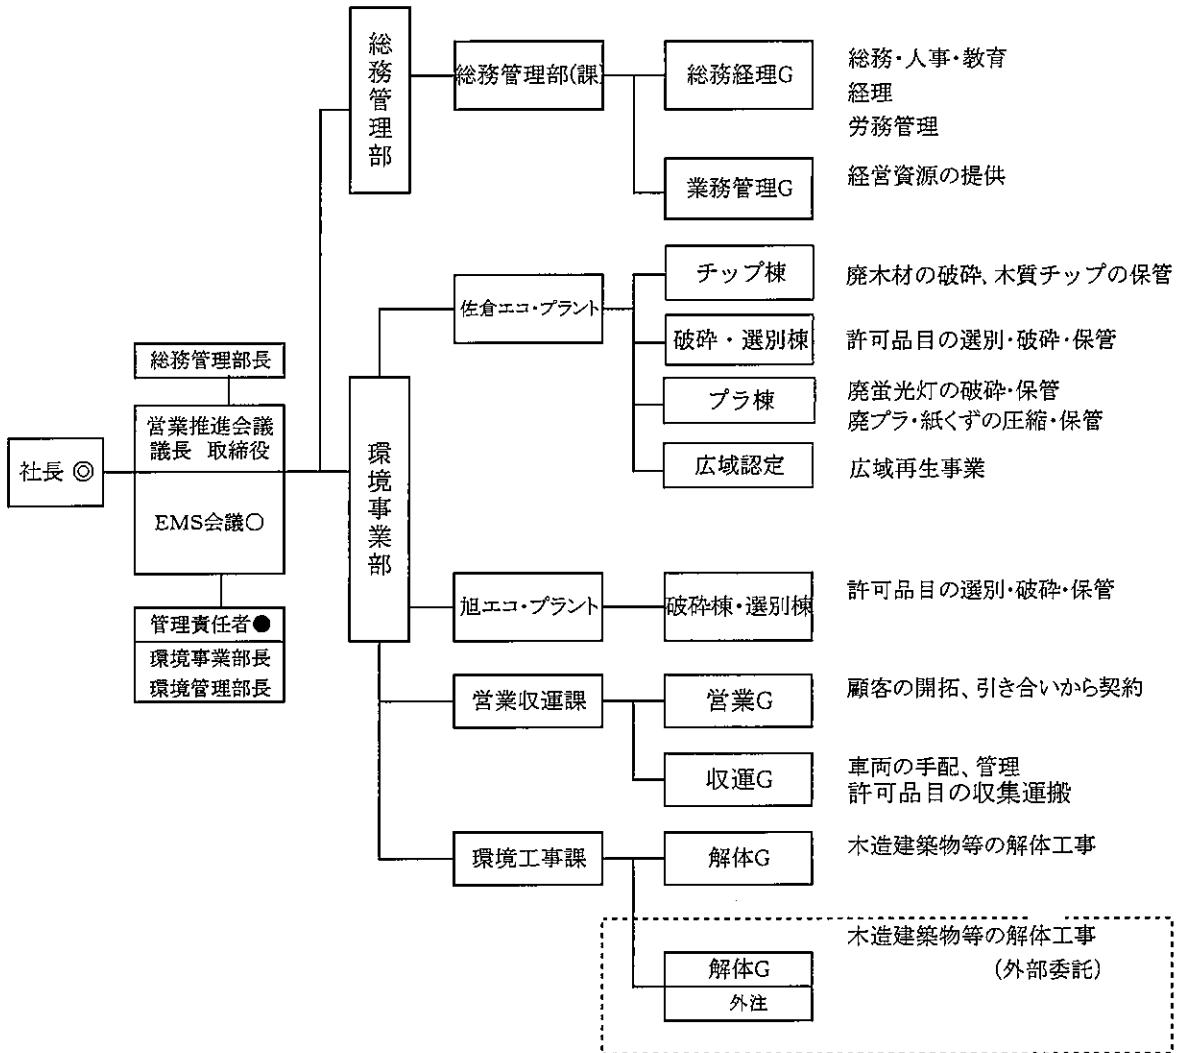 総務管理部
総務管理部(課)
総務経理G
総務・人事・教育
経理
労務管理
業務管理G
経営資源の提供
チップ棟
廃木材の破砕、木質チップの保管
佐倉エコ・プラント
破砕・選別棟
許可品目の選別・破砕・保管
プラ棟
廃蛍光灯の破砕・保管
廃プラ・紙くずの圧縮・保管
広域認定
広域再生事業
総務管理部長
営業推進会議
議長 取締役
社長 ◎
EMS会議○
管理責任者●
環境事業部長
環境管理部長
環境事業部
旭エコ・プラント
破砕棟・選別棟
許可品目の選別・破砕・保管
営業収運課
営業G
顧客の開拓、引き合いから契約
収運G
車両の手配、管理
許可品目の収集運搬
環境工事課
解体G
木造建築物等の解体工事
木造建築物等の解体工事
(外部委託)
解体G
外注